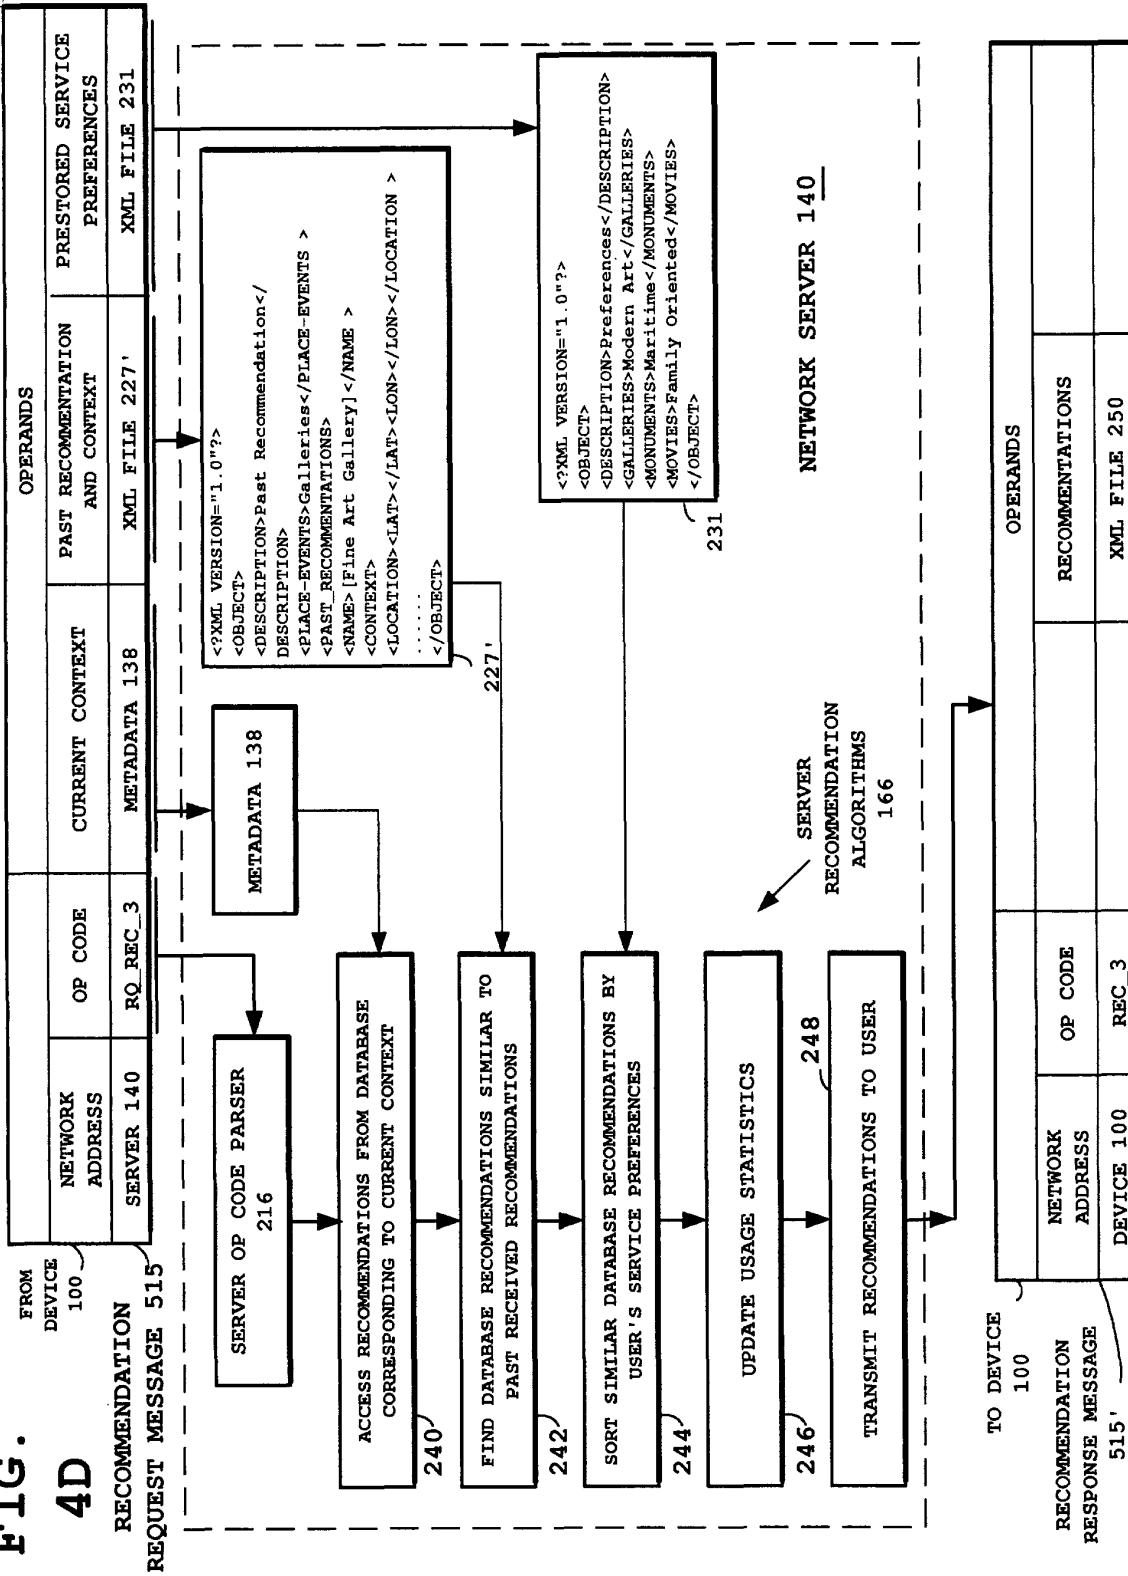 FIG.
4D
RECOMMENDATION
REQUEST MESSAGE 515
FROM
DEVICE
100
OPERANDS
NETWORK
ADDRESS
OP CODE
CURRENT CONTEXT
PAST RECOMMENTATION
AND CONTEXT
PRESTORED SERVICE
PREFERENCES
SERVER 140
RQ_REC_3
METADATA 138
XML FILE 227'
XML FILE 231
SERVER OP CODE PARSER
216
METADATA 138
<?XML VERSION="1.0"?>
<OBJECT>
<DESCRIPTION>Past Recommendation</
DESCRIPTION>
<PLACE-EVENTS>Galleries</PLACE-EVENTS >
<PAST_RECOMMENTATIONS>
<NAME>[Fine Art Gallery]</NAME >
<CONTEXT>
<LOCATION><LAT></LAT><LON></LON></LOCATION >
......
</OBJECT>
227'
<?XML VERSION="1.0"?>
<OBJECT>
<DESCRIPTION>Preferences</DESCRIPTION>
<GALLERIES>Modern Art</GALLERIES>
<MONUMENTS>Maritime</MONUMENTS>
<MOVIES>Family Oriented</MOVIES>
</OBJECT>
231
ACCESS RECOMMENDATIONS FROM DATABASE
CORRESPONDING TO CURRENT CONTEXT
240
FIND DATABASE RECOMMENDATIONS SIMILAR TO
PAST RECEIVED RECOMMENDATIONS
242
SORT SIMILAR DATABASE RECOMMENDATIONS BY
USER'S SERVICE PREFERENCES
244
UPDATE USAGE STATISTICS
246
TRANSMIT RECOMMENDATIONS TO USER
248
SERVER
RECOMMENDATION
ALGORITHMS
166
NETWORK SERVER 140
TO DEVICE
100
RECOMMENDATION
RESPONSE MESSAGE
515'
OPERANDS
NETWORK
ADDRESS
OP CODE
RECOMMENTATIONS
DEVICE 100
REC_3
XML FILE 250